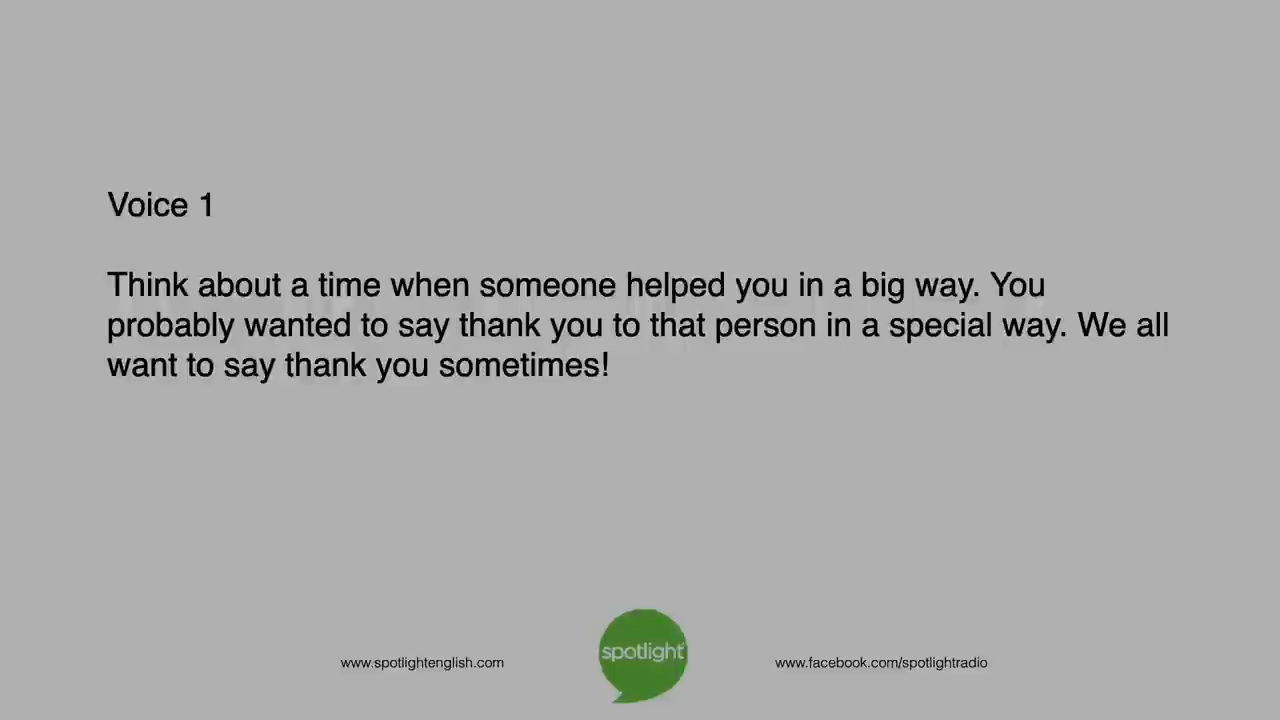 Voice 1
Think about a time when someone helped you in a big way. You
probably wanted to say thank you to that person in a special way. We all
want to say thank you sometimes!
www.spotlightenglish.com
spotlight
www.facebook.com/spotlightradio